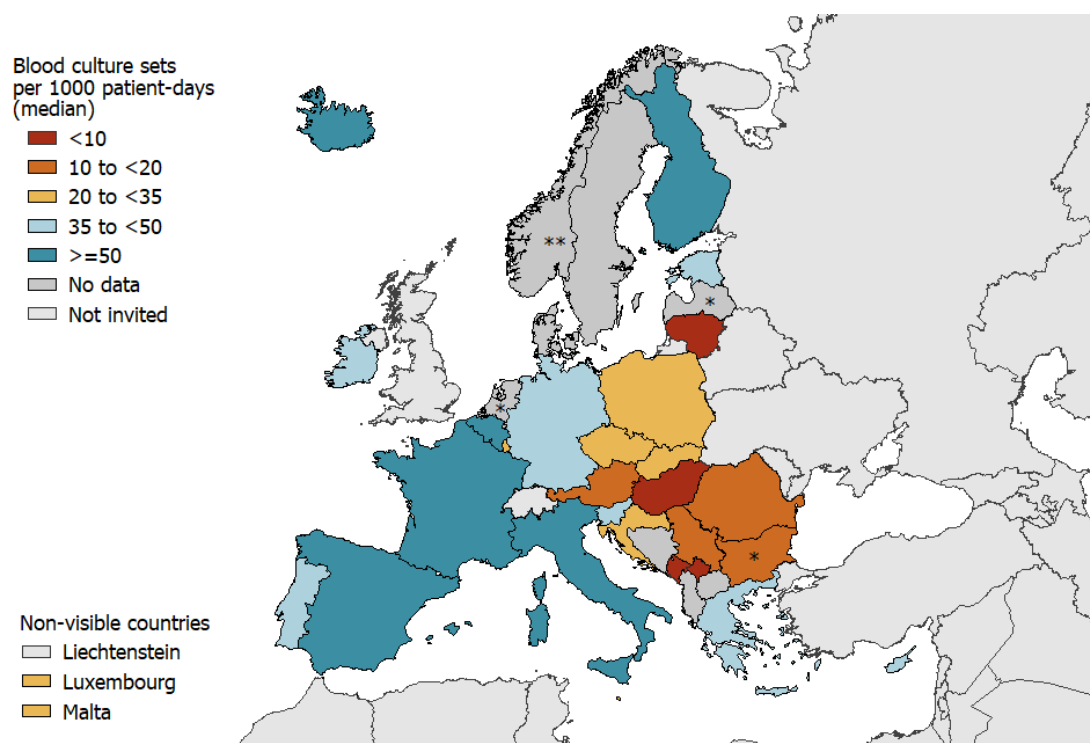 Blood culture sets
per 1000 patient-days
(median)
<10
10 to <20
20 to <35
35 to <50
>=50
No data
Not invited
**
*
*
*
Non-visible countries
Liechtenstein
Luxembourg
Malta